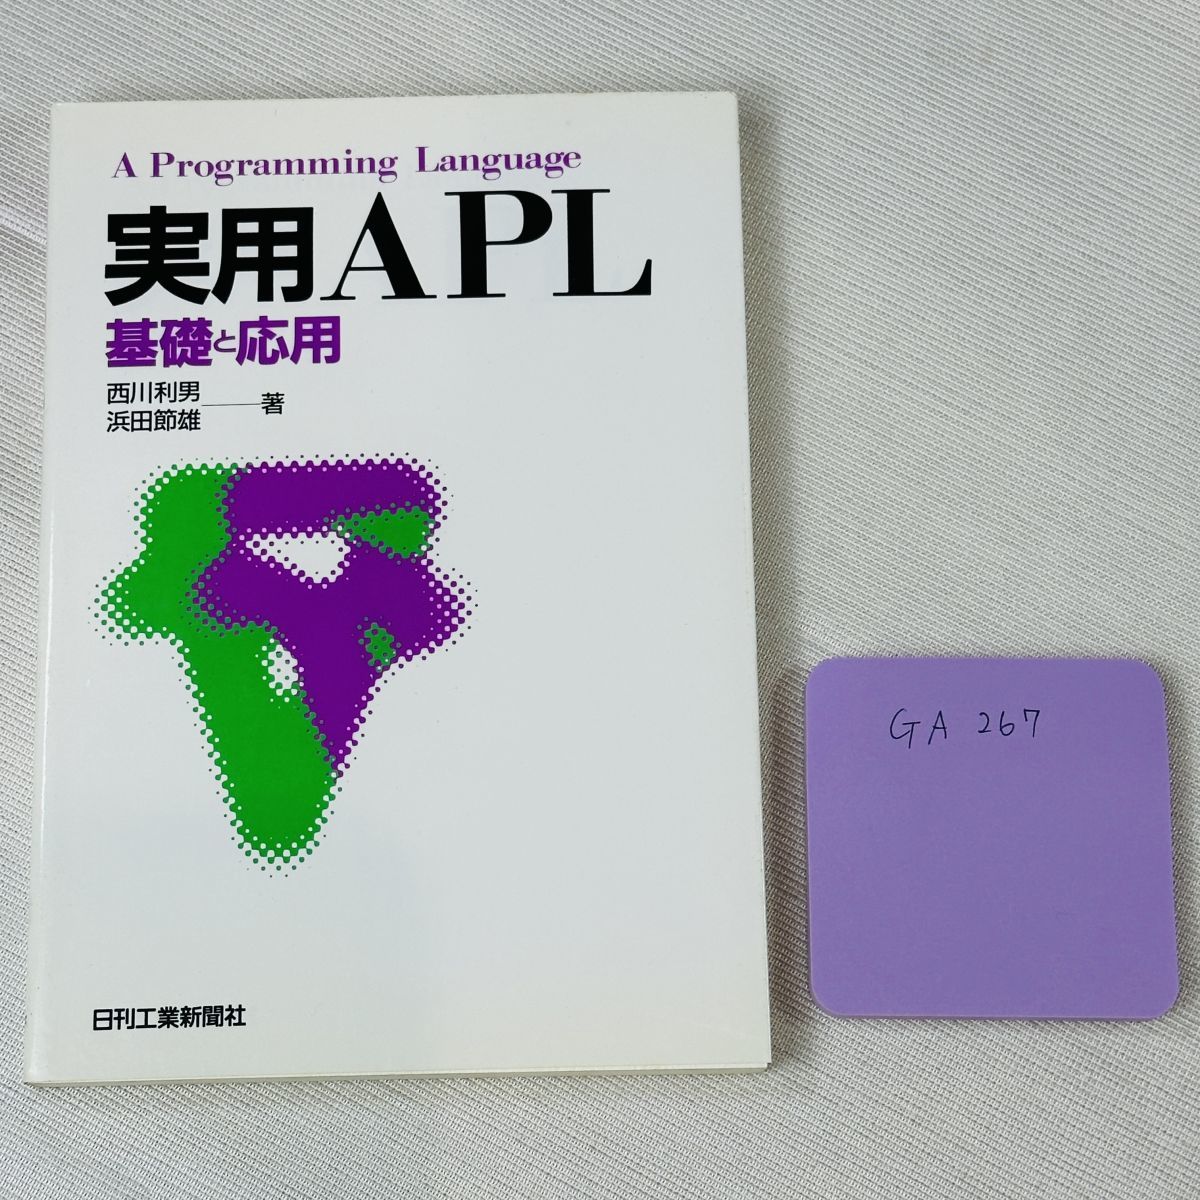 A Programming Language
実用APL
基礎と応用
西川利男
浜田節雄
著
日刊工業新聞社
GA 267